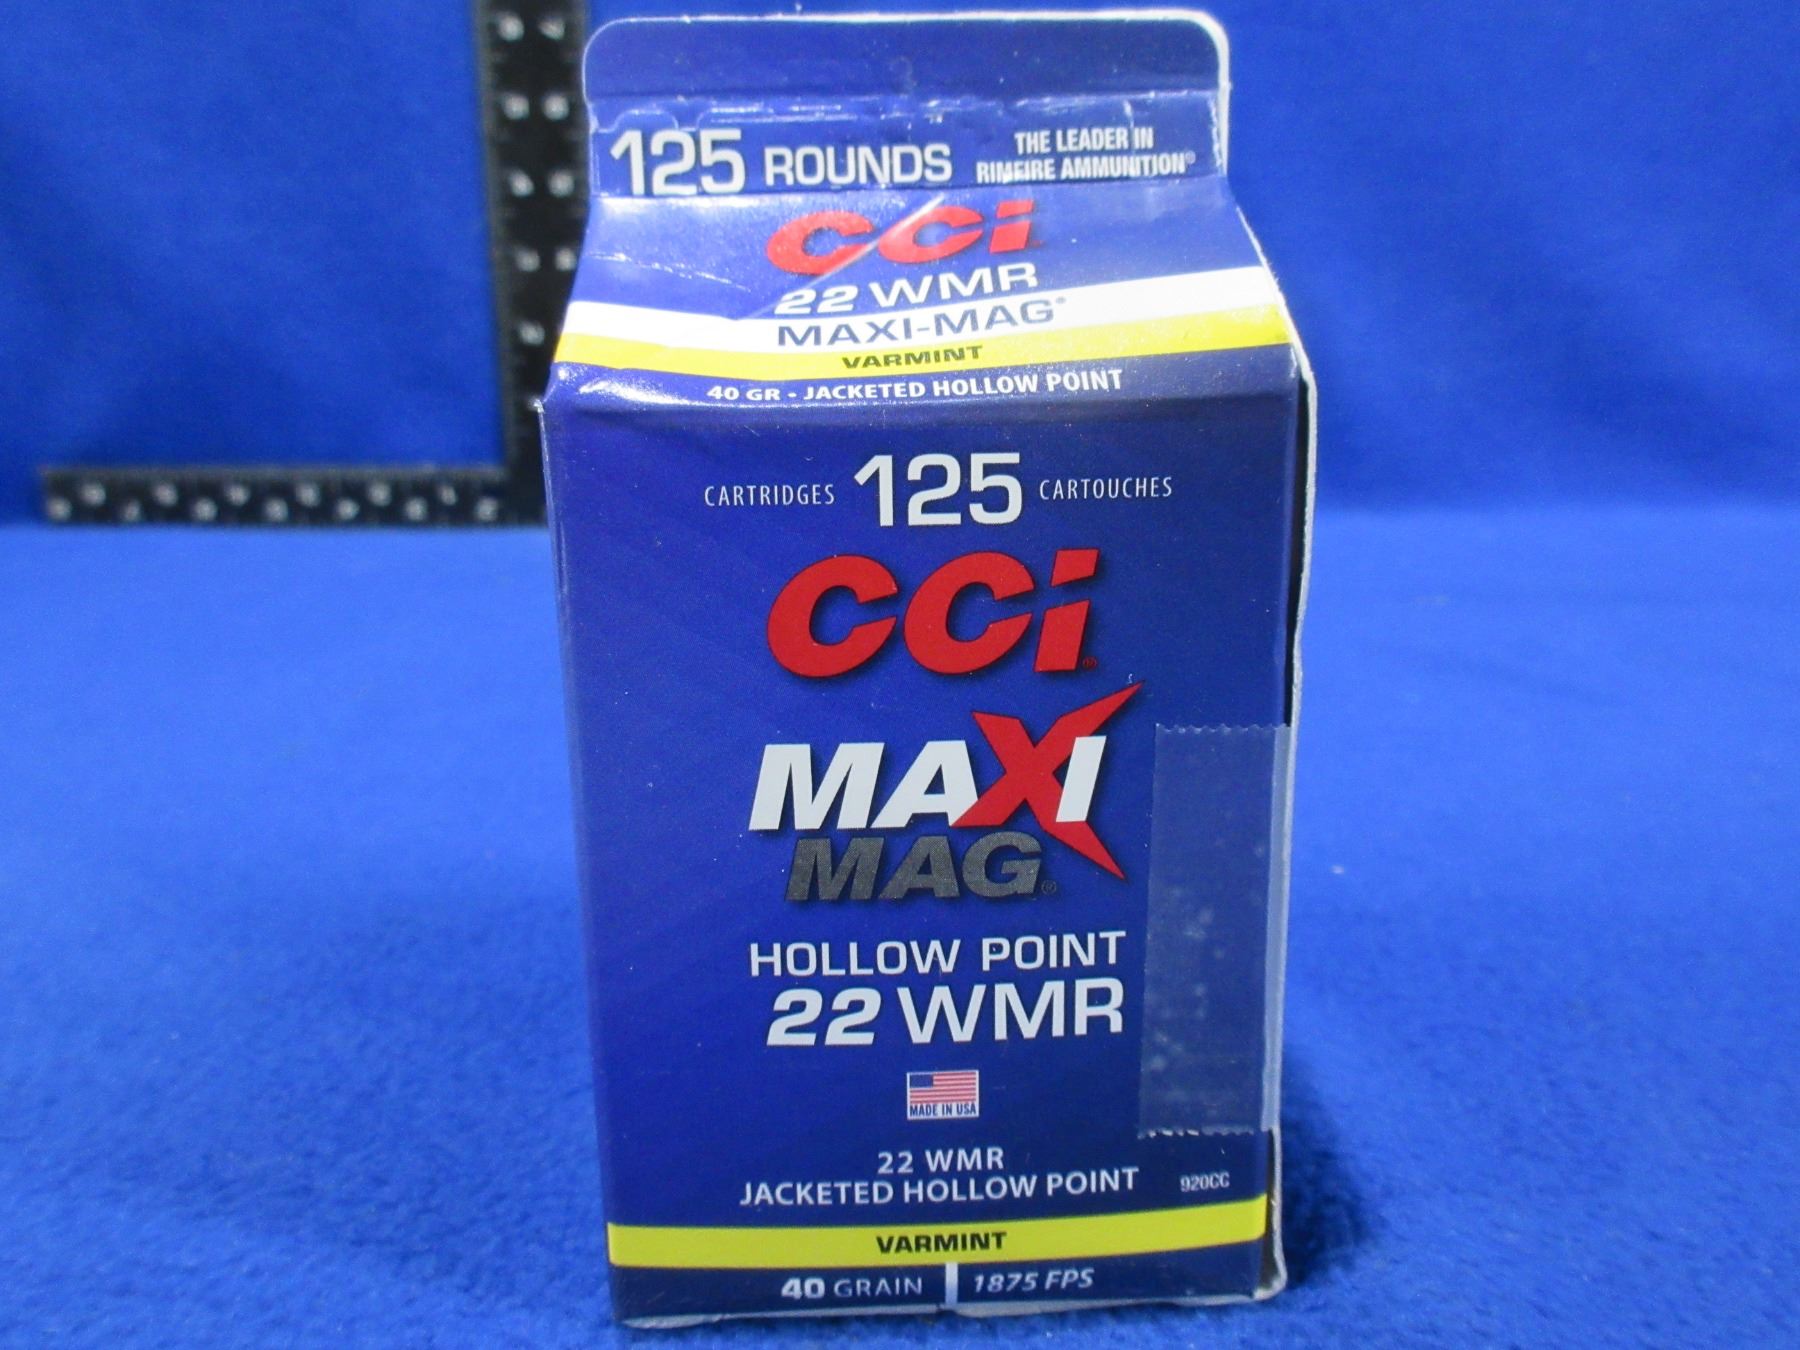 125 ROUNDS THE LEADER IN
RIMFIRE AMMUNITION®
CCi
22 WMR
MAXI-MAG®
VARMINT
40 GR - JACKETED HOLLOW POINT
CARTRIDGES 125 CARTOUCHES
CCi®
MAXI
MAG®
HOLLOW POINT
22 WMR
MADE IN USA
22 WMR
JACKETED HOLLOW POINT 920CC
VARMINT
40 GRAIN 1875 FPS